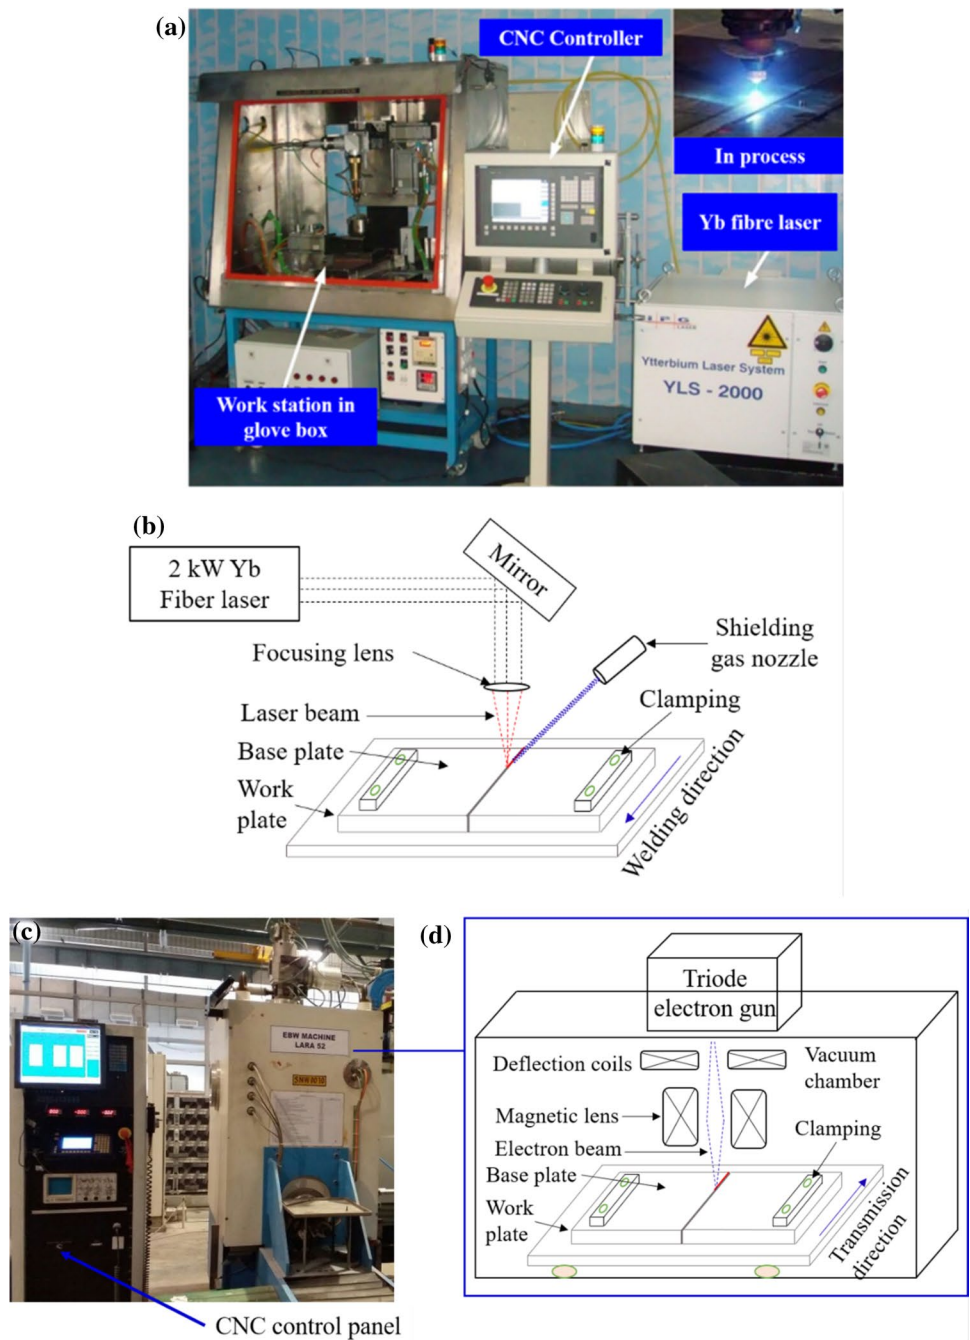 (a)
CNC Controller
In process
Yb fibre laser
IPG
LASER
Ytterbium Laser System
YLS - 2000
Work station in
glove box
(b)
2 kW Yb
Fiber laser
Mirror
Shielding
gas nozzle
Focusing lens
Laser beam
Clamping
Base plate
Work
plate
Welding direction
(c)
EBW MACHINE
LARA 52
CNC control panel
(d)
Triode
electron gun
Deflection coils
Vacuum
chamber
Magnetic lens
Electron beam
Clamping
Base plate
Work
plate
Transmission
direction